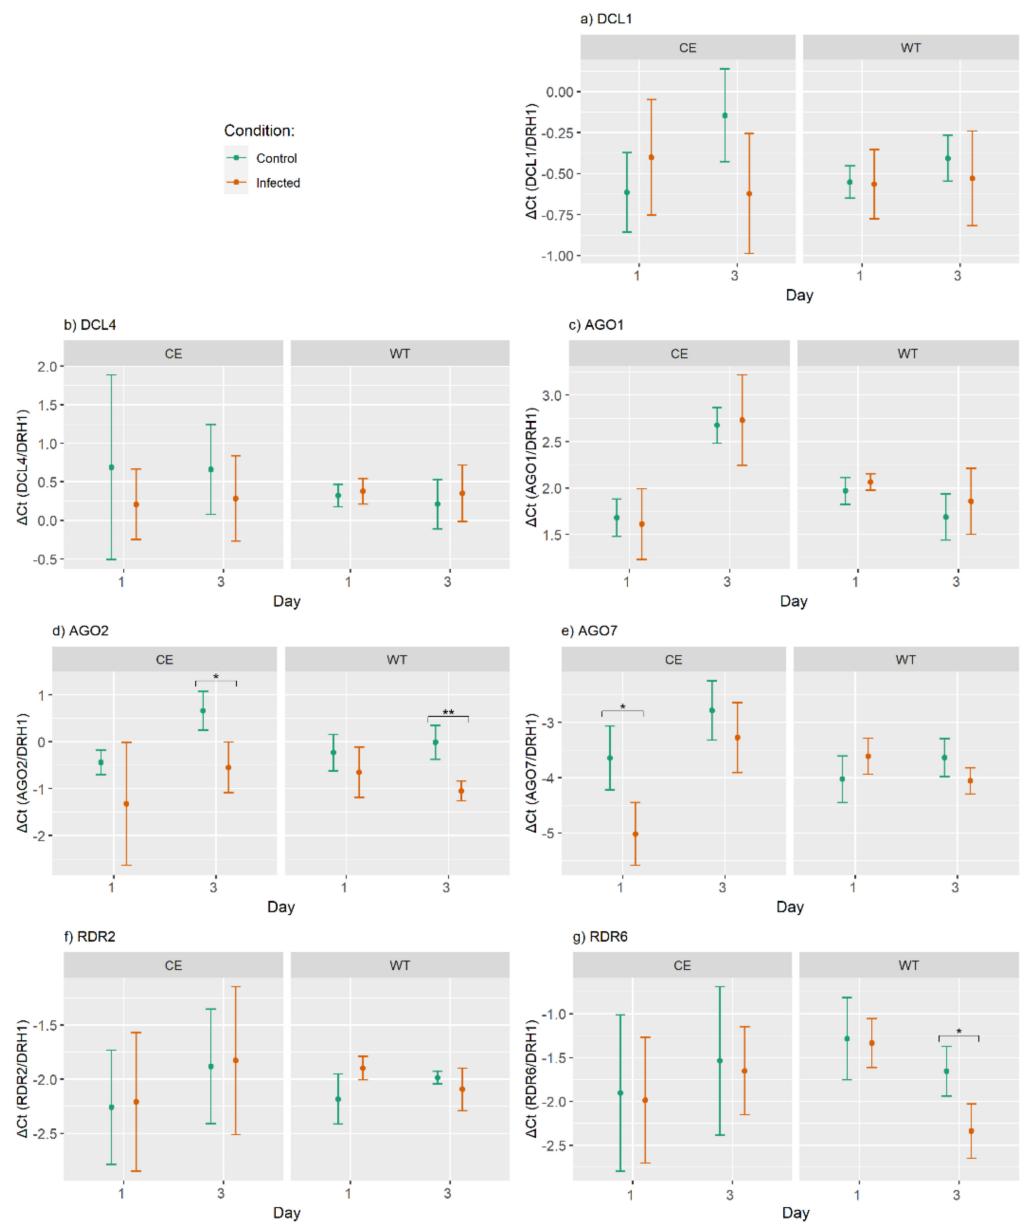 a) DCL1
CE WT
ΔCt (DCL1/DRH1)
0.00
-0.25
-0.50
-0.75
-1.00
1 3 1 3
Day
Condition:
Control
Infected
b) DCL4
CE WT
ΔCt (DCL4/DRH1)
2.0
1.5
1.0
0.5
0.0
-0.5
1 3 1 3
Day
c) AGO1
CE WT
ΔCt (AGO1/DRH1)
3.0
2.5
2.0
1.5
1 3 1 3
Day
d) AGO2
CE WT
ΔCt (AGO2/DRH1)
1
0
-1
-2
*
**
1 3 1 3
Day
e) AGO7
CE WT
ΔCt (AGO7/DRH1)
-3
-4
-5
*
1 3 1 3
Day
f) RDR2
CE WT
ΔCt (RDR2/DRH1)
-1.5
-2.0
-2.5
1 3 1 3
Day
g) RDR6
CE WT
ΔCt (RDR6/DRH1)
-1.0
-1.5
-2.0
-2.5
*
1 3 1 3
Day